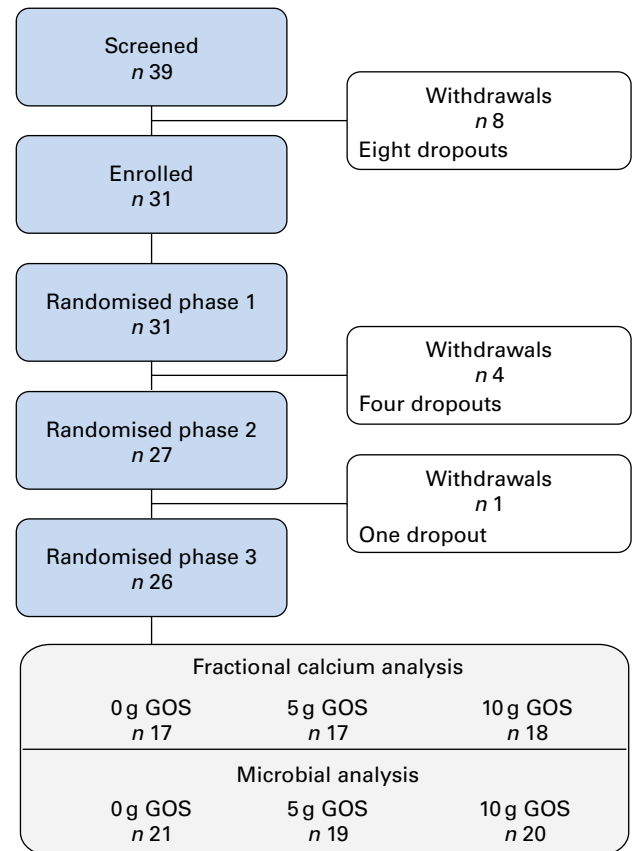 Screened
n 39
Withdrawals
n 8
Eight dropouts
Enrolled
n 31
Randomised phase 1
n 31
Withdrawals
n 4
Four dropouts
Randomised phase 2
n 27
Withdrawals
n 1
One dropout
Randomised phase 3
n 26
Fractional calcium analysis
0 g GOS 5 g GOS 10 g GOS
n 17 n 17 n 18
Microbial analysis
0 g GOS 5 g GOS 10 g GOS
n 21 n 19 n 20